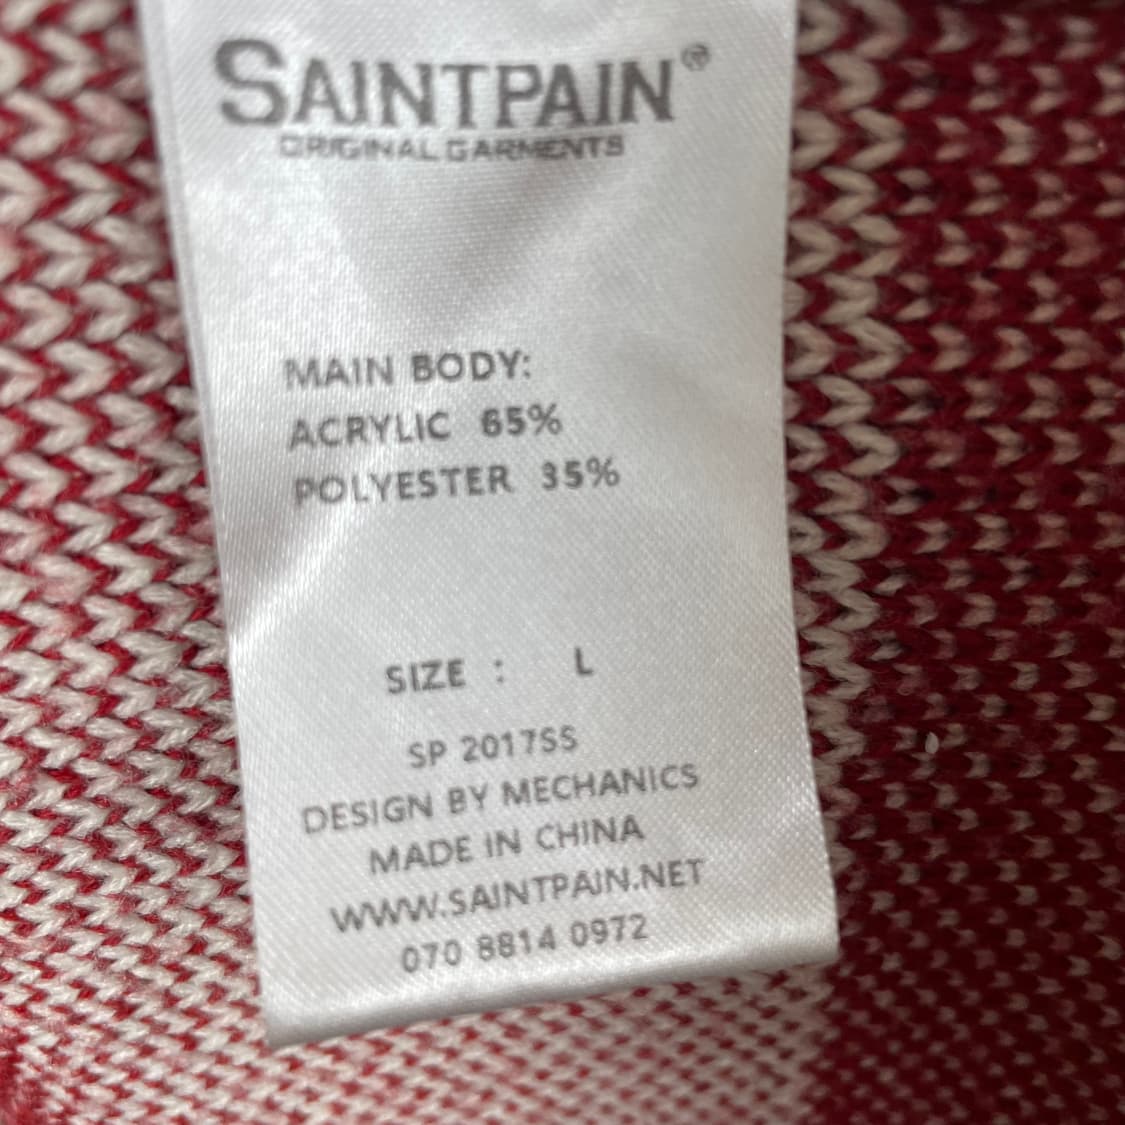 SAINTPAIN®
ORIGINAL GARMENTS
MAIN BODY:
ACRYLIC 65%
POLYESTER 35%
SIZE : L
SP 2017SS
DESIGN BY MECHANICS
MADE IN CHINA
WWW.SAINTPAIN.NET
070 8814 0972